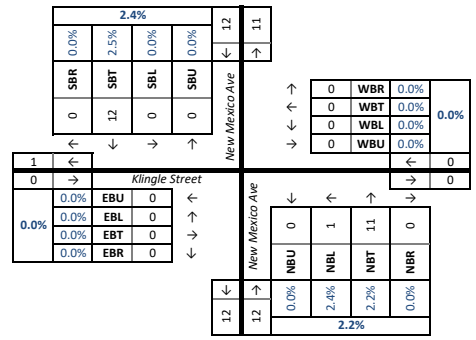 2.4%
12 11
0.0% 2.5% 0.0% 0.0%
↓ ↑
SBR SBT SBL SBU
New Mexico Ave
0 12 0 0
← ↓ → ↑
↑ 0 WBR 0.0%
← 0 WBT 0.0%
0.0%
↓ 0 WBL 0.0%
→ 0 WBU 0.0%
1 ← ← 0
0 → Klingle Street → 0
0.0% EBU 0 ←
0.0% EBL 0 ↑
0.0%
0.0% EBT 0 →
0.0% EBR 0 ↓
New Mexico Ave
↓ ← ↑ →
0 1 11 0
NBU NBL NBT NBR
↓ ↑
0.0% 2.4% 2.2% 0.0%
12 12
2.2%